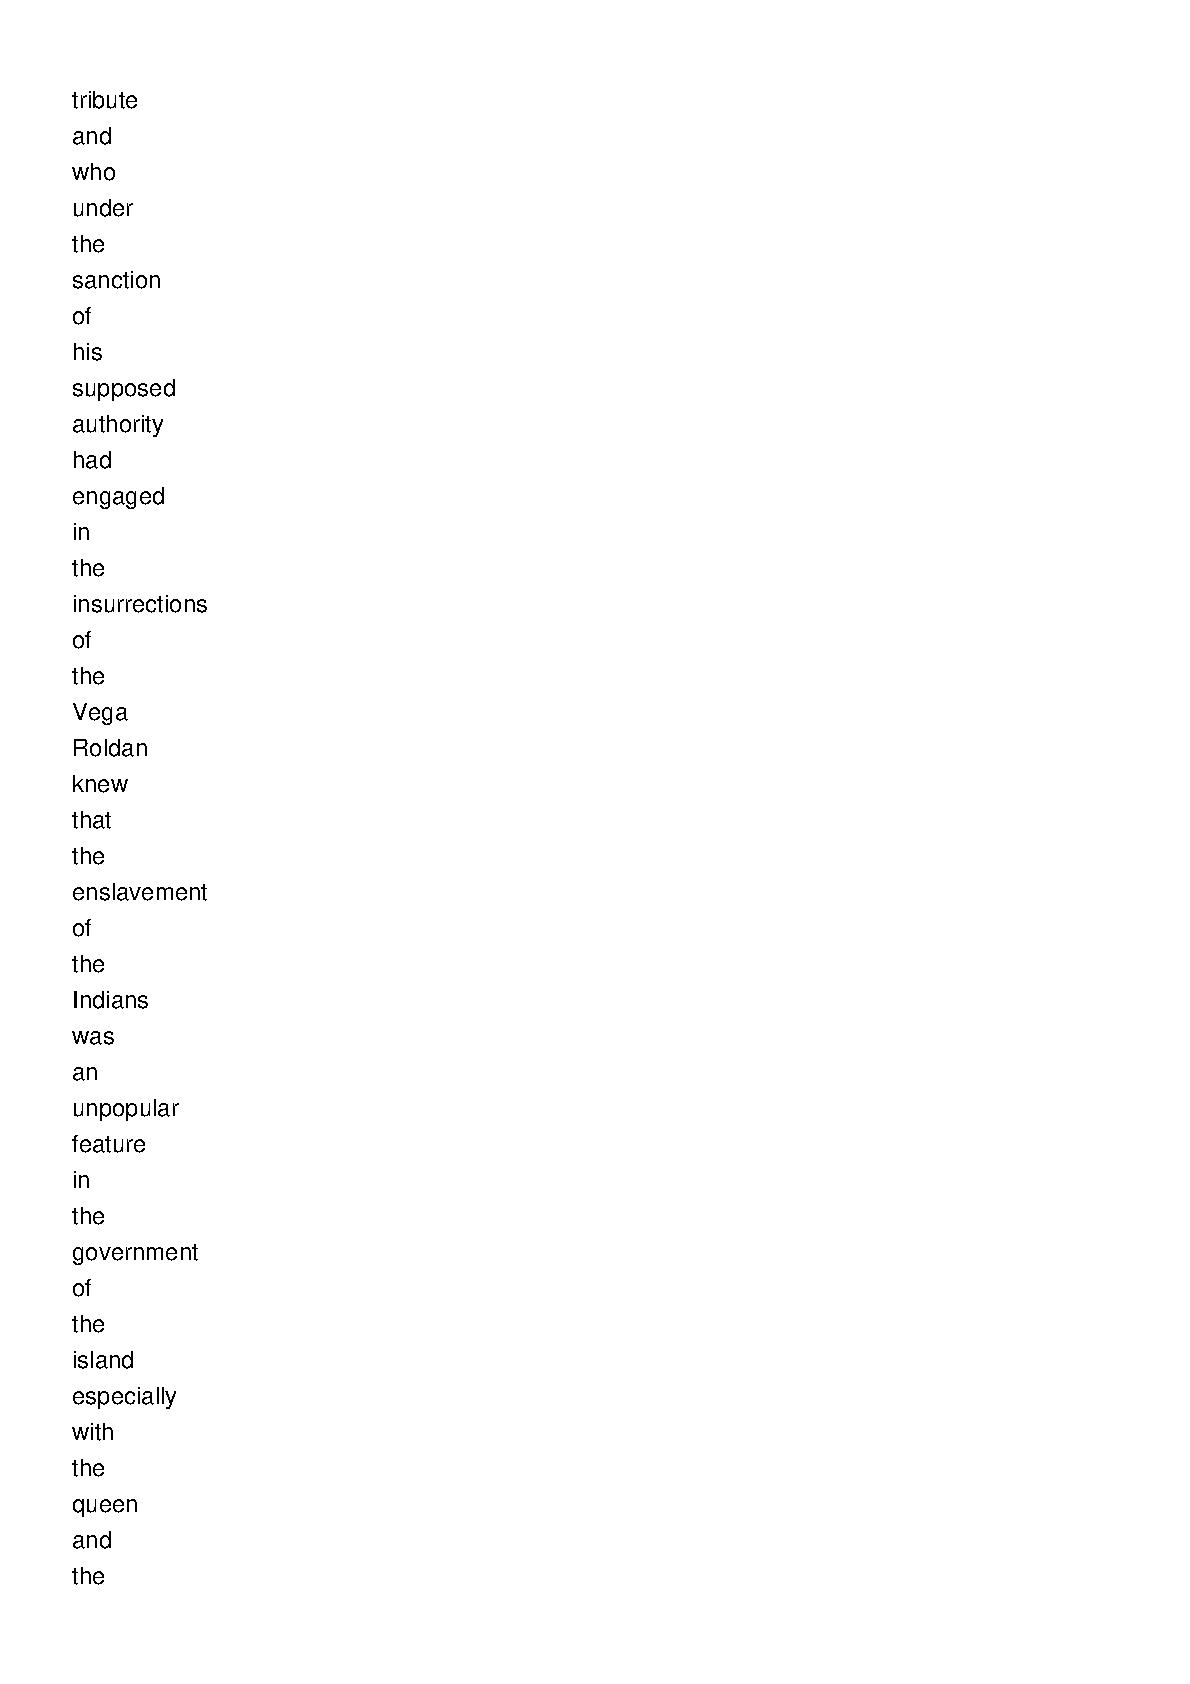 tribute
and
who
under
the
sanction
of
his
supposed
authority
had
engaged
in
the
insurrections
of
the
Vega
Roldan
knew
that
the
enslavement
of
the
Indians
was
an
unpopular
feature
in
the
government
of
the
island
especially
with
the
queen
and
the